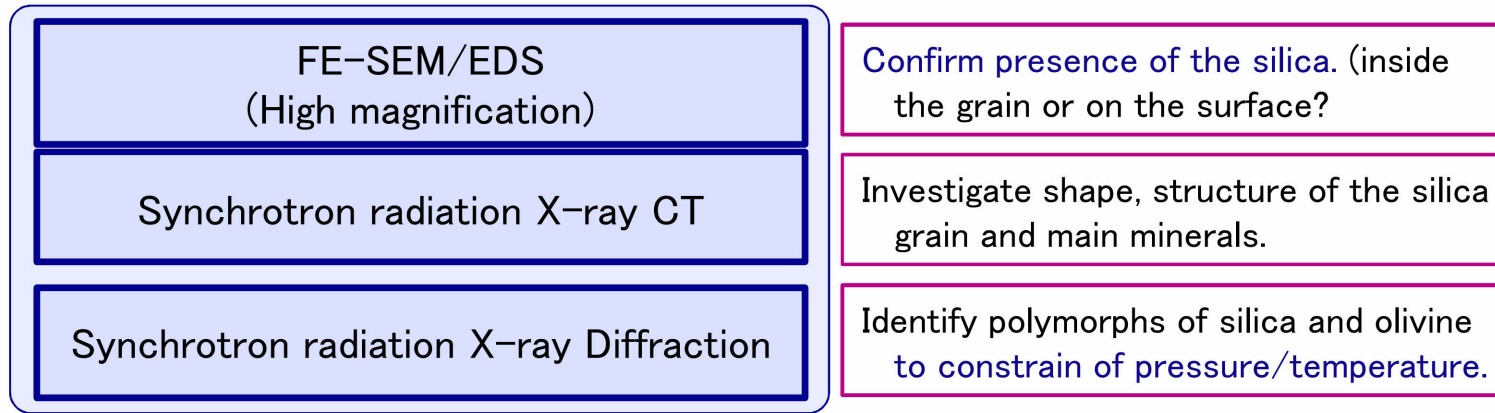 FE-SEM/EDS
(High magnification)
Confirm presence of the silica. (inside
the grain or on the surface?
Synchrotron radiation X-ray CT
Investigate shape, structure of the silica
grain and main minerals.
Synchrotron radiation X-ray Diffraction
Identify polymorphs of silica and olivine
to constrain of pressure/temperature.